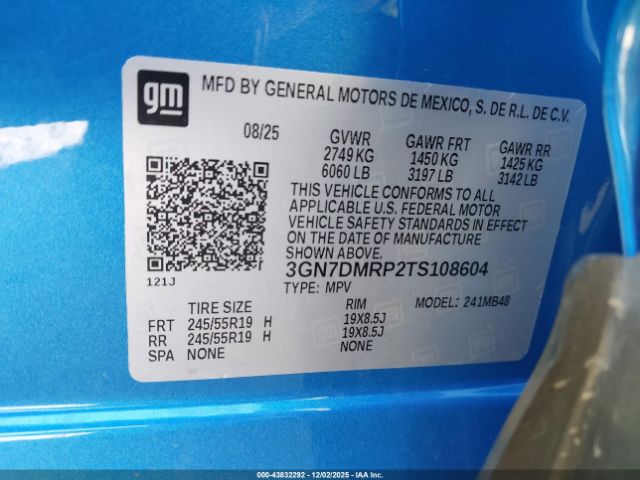 gm
MFD BY GENERAL MOTORS DE MEXICO, S. DE R.L. DE C.V.
08/25 GVWR GAWR FRT GAWR RR
2749 KG 1450 KG 1425 KG
6060 LB 3197 LB 3142 LB
THIS VEHICLE CONFORMS TO ALL
APPLICABLE U.S. FEDERAL MOTOR
VEHICLE SAFETY STANDARDS IN EFFECT
ON THE DATE OF MANUFACTURE
SHOWN ABOVE.
3GN7DMRP2TS108604
121J TYPE: MPV MODEL: 241MB48
TIRE SIZE RIM
FRT 245/55R19 H 19X8.5J
RR 245/55R19 H 19X8.5J
SPA NONE NONE
000-43832292 - 12/02/2025 - IAAI.COM